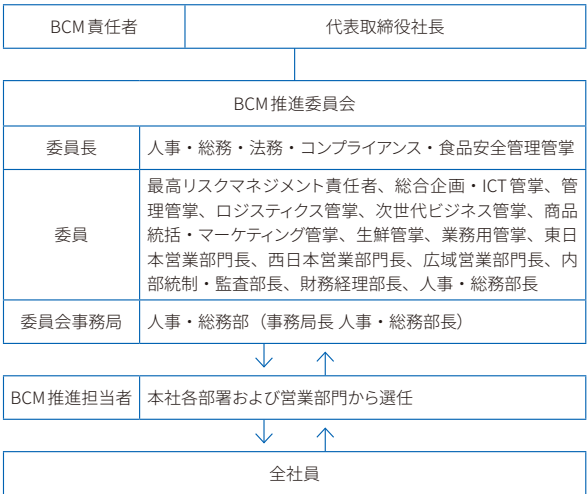 BCM責任者 代表取締役社長
BCM推進委員会
委員長 人事・総務・法務・コンプライアンス・食品安全管理管掌
委員
最高リスクマネジメント責任者、総合企画・ICT管掌、管
理管掌、ロジスティクス管掌、次世代ビジネス管掌、商品
統括・マーケティング管掌、生鮮管掌、業務用管掌、東日
本営業部門長、西日本営業部門長、広域営業部門長、内
部統制・監査部長、財務経理部長、人事・総務部長
委員会事務局 人事・総務部（事務局長 人事・総務部長）
BCM推進担当者 本社各部署および営業部門から選任
全社員